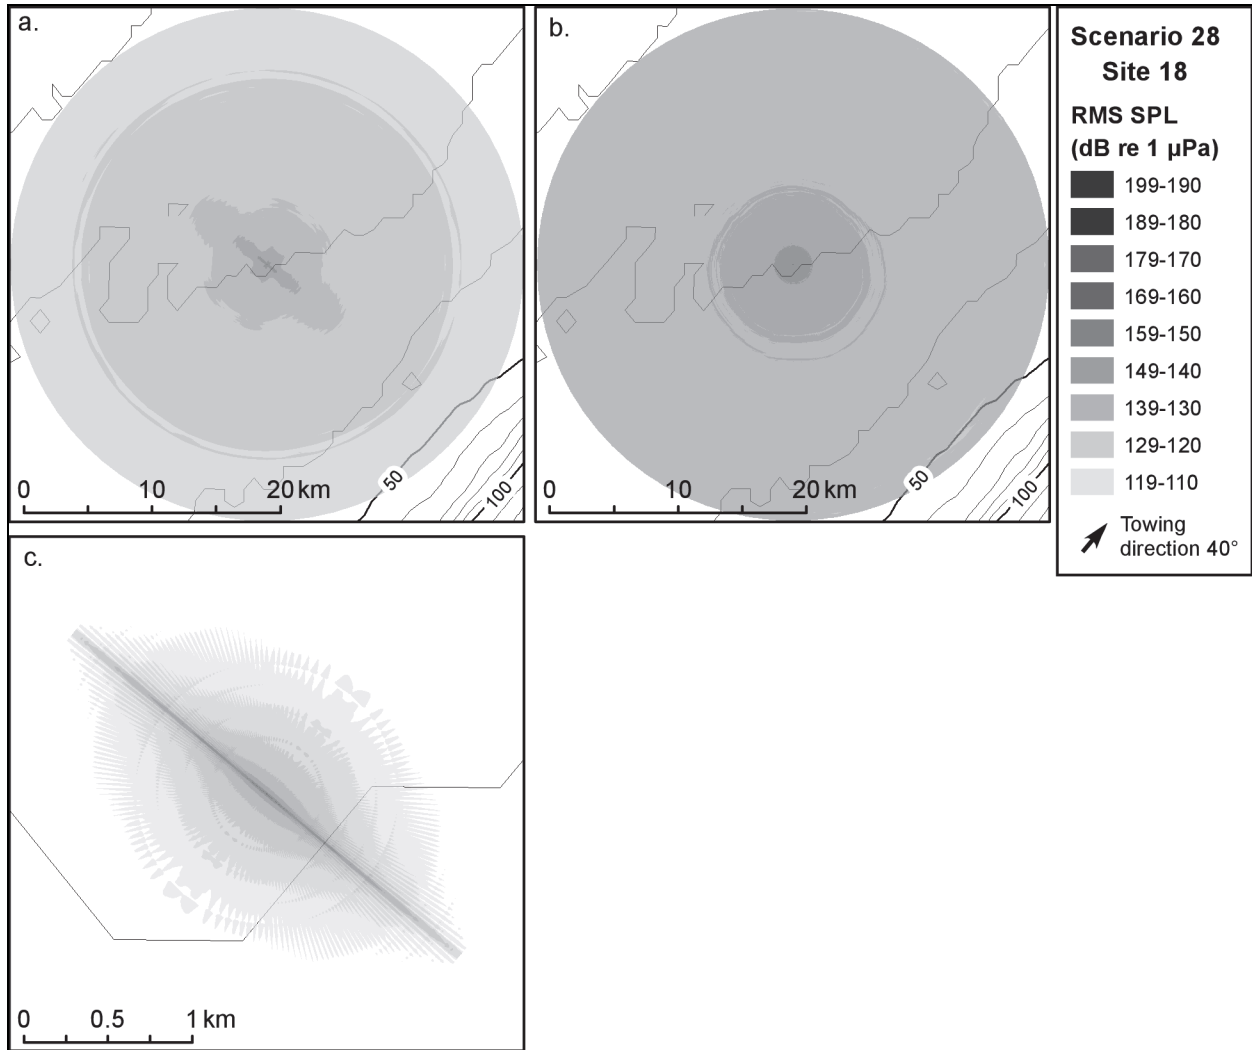 a.
0 10 20 km
50
100
b.
0 10 20 km
50
100
Scenario 28
Site 18
RMS SPL
(dB re 1 µPa)
199-190
189-180
179-170
169-160
159-150
149-140
139-130
129-120
119-110
Towing
direction 40°
c.
0 0.5 1 km